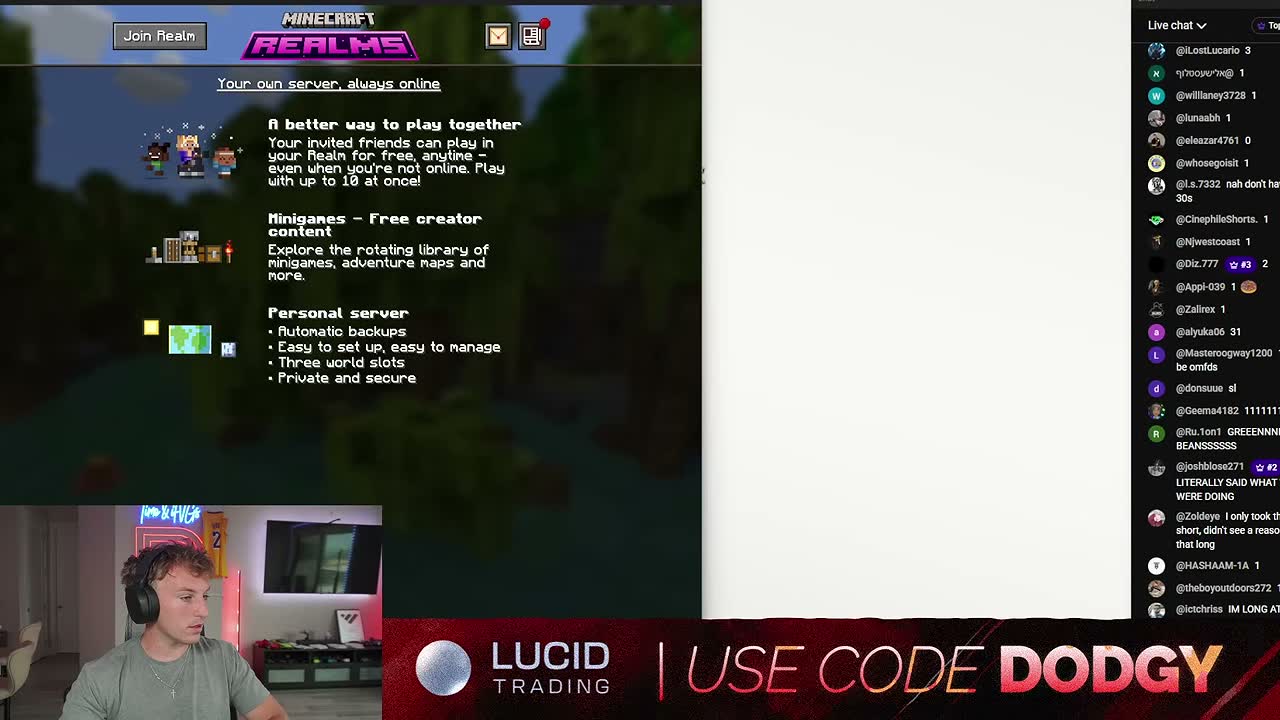 Join Realm
MINECRAFT
REALMS
Your own server, always online
A better way to play together
Your invited friends can play in
your Realm for free, anytime –
even when you're not online. Play
with up to 10 at once!
Minigames – Free creator
content
Explore the rotating library of
minigames, adventure maps and
more.
Personal server
• Automatic backups
• Easy to set up, easy to manage
• Three world slots
• Private and secure
Live chat
@iLostLucario 3
@אלישעסטלוף 1
@willlaney3728 1
@lunaabh 1
@eleazar4761 0
@whosegoisit 1
@l.s.7332 nah don't ha
30s
@CinephileShorts. 1
@Njwestcoast 1
@Diz.777 #3 2
@Appi-039 1
@Zalirex 1
@alyuka06 31
@Masteroogway1200
be omfds
@donsuue sl
@Geema4182 111111
@Ru.1on1 GREEENNN
BEANSSSSS
@joshblose271 #2
LITERALLY SAID WHAT
WERE DOING
@Zoldeye I only took th
short, didn't see a reaso
that long
@HASHAAM-1A 1
@theboyoutdoors272
@ictchriss IM LONG AT
LUCID
TRADING
USE CODE DODGY